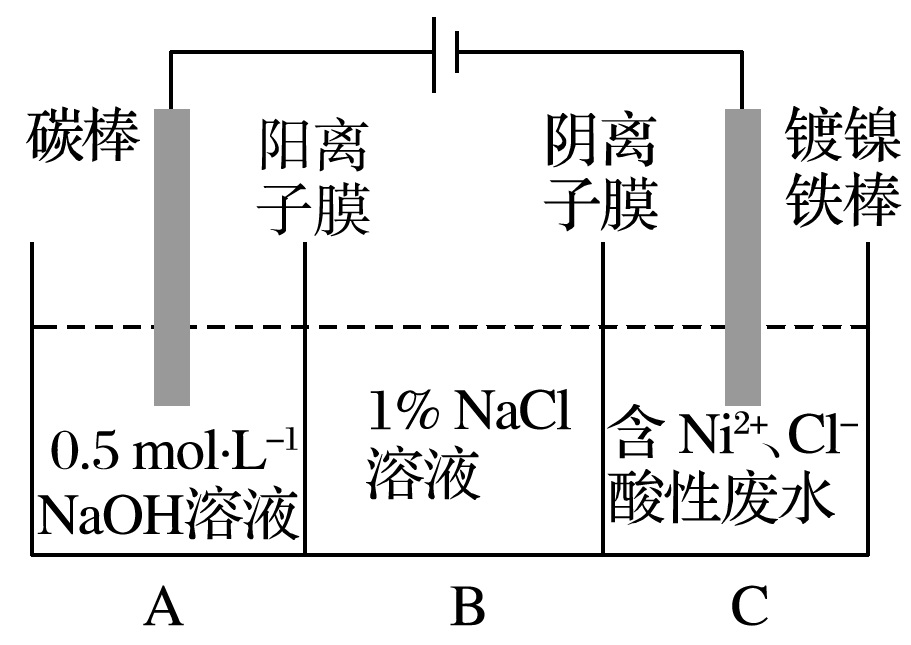 碳棒
阳离
子膜
阴离
子膜
镀镍
铁棒
0.5 mol·L⁻¹
NaOH溶液
1% NaCl
溶液
含 Ni²⁺、Cl⁻
酸性废水
A
B
C